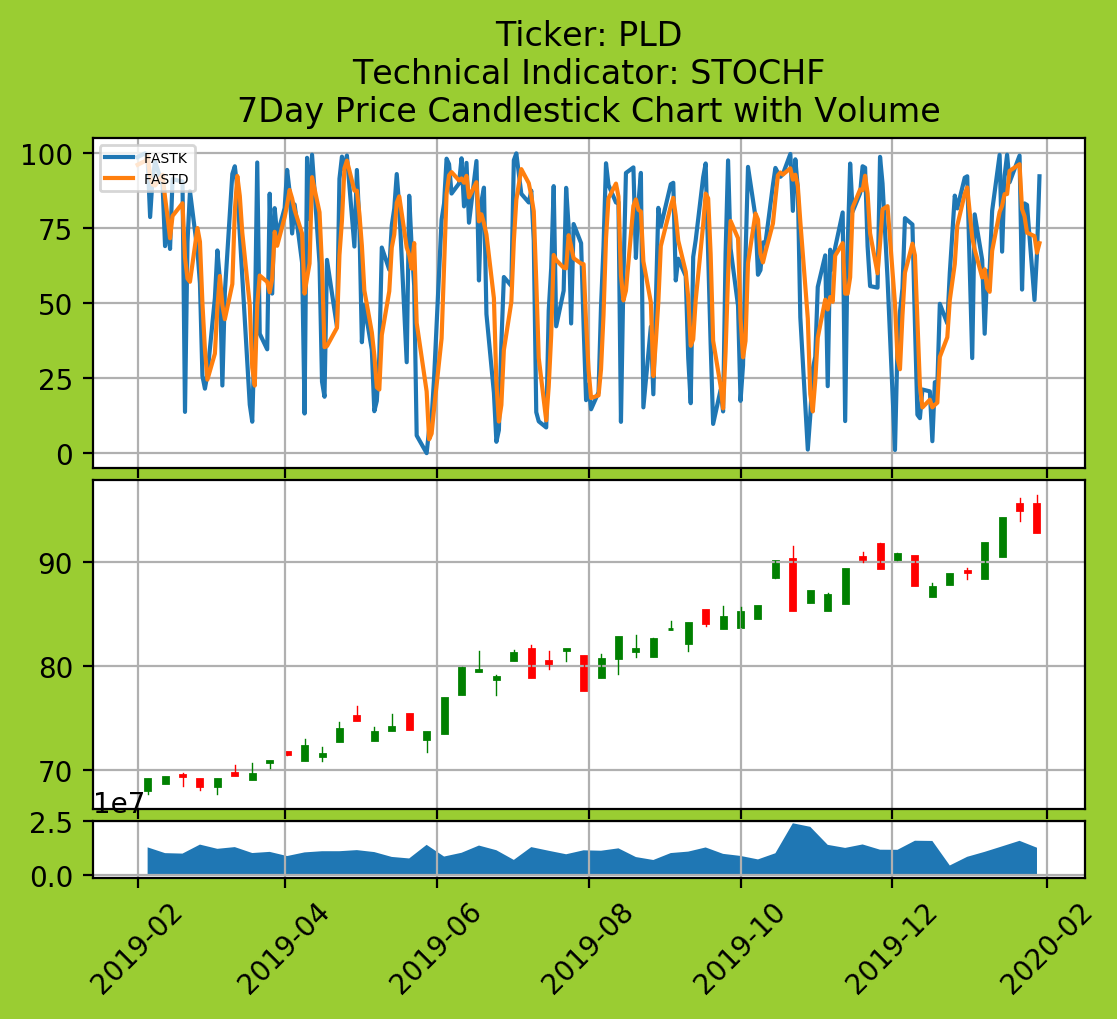 Ticker: PLD
Technical Indicator: STOCHF
7Day Price Candlestick Chart with Volume
100
75
50
25
0
FASTK
FASTD
90
80
70
1e7
2.5
0.0
2019-02
2019-04
2019-06
2019-08
2019-10
2019-12
2020-02